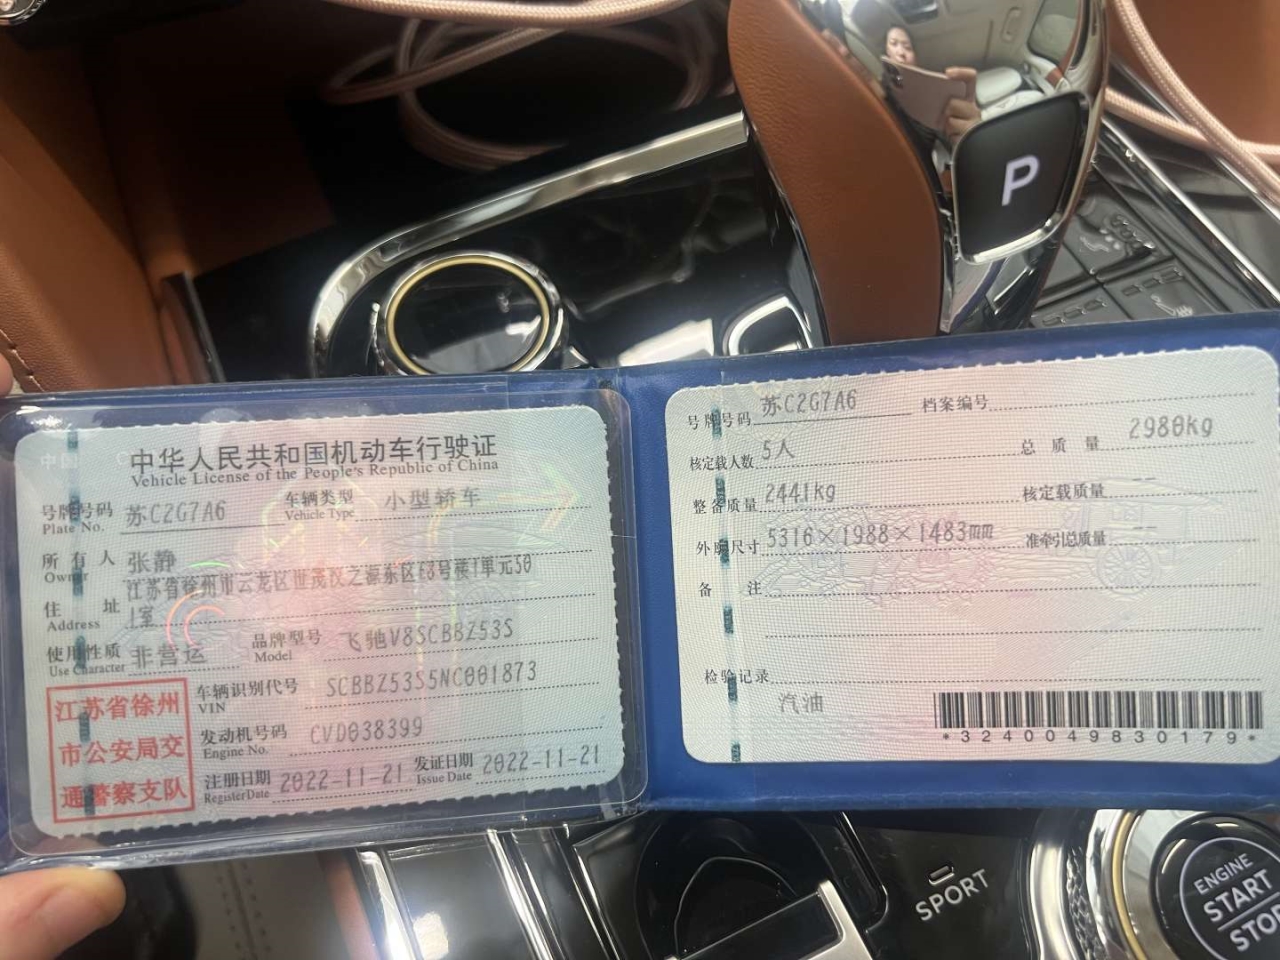 P
中华人民共和国机动车行驶证
Vehicle License of the People's Republic of China
号牌号码 苏C2G7A6 车辆类型 小型轿车
Plate No. Vehicle Type
所有人 张静
Owner
住址 江苏省徐州市云龙区世茂汉之源东区E8号楼1单元50
Address 1室
使用性质 非营运 品牌型号 飞驰V8SCBBZ53S
Use Character Model
江苏省徐州
市公安局交
通警察支队
车辆识别代号 SCBBZ53S5NC001873
VIN
发动机号码 CVD038399
Engine No.
注册日期 2022-11-21 发证日期 2022-11-21
Register Date Issue Date
号牌号码 苏C2G7A6 档案编号
核定载人数 5人 总质量 2980kg
整备质量 2441kg 核定载质量 --
外廓尺寸 5316×1988×1483mm 准牵引总质量 --
备注
检验记录
汽油
*3240049830179*
SPORT
ENGINE
START
STO